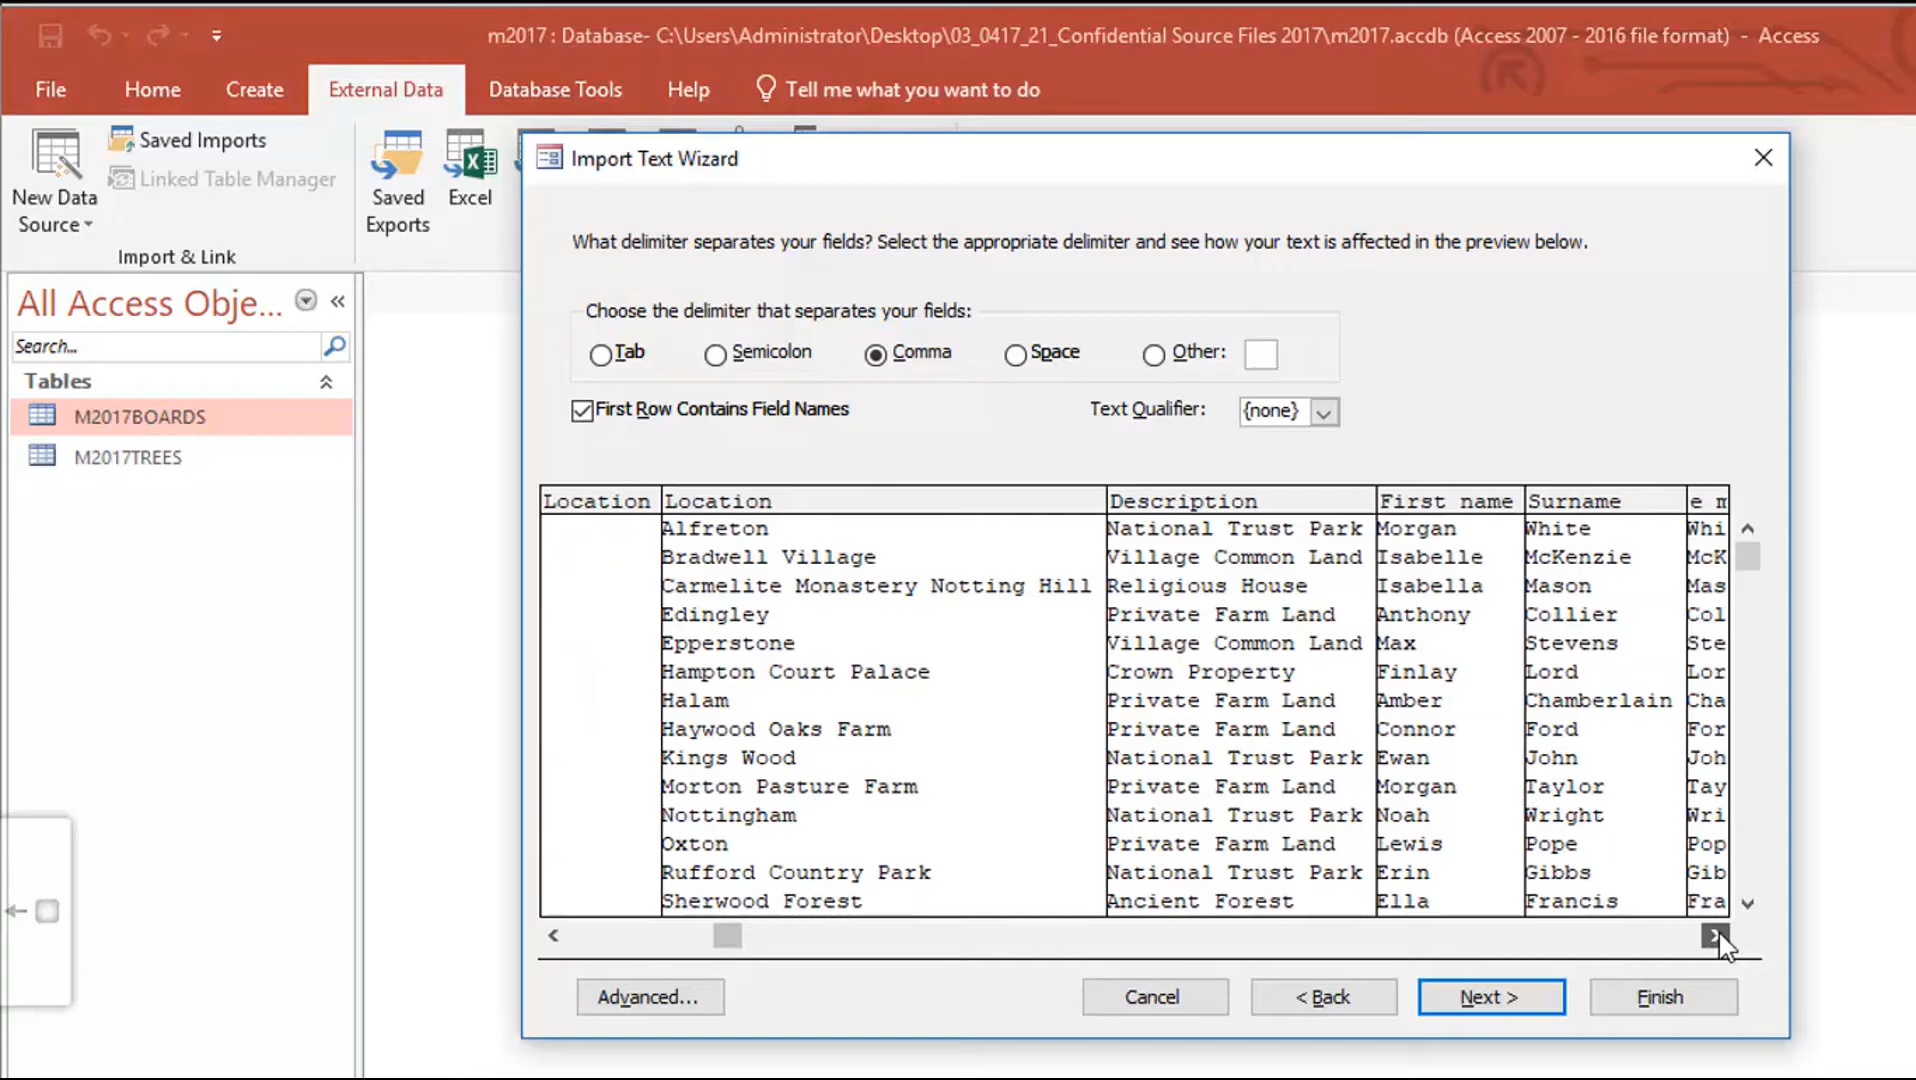 m2017 : Database- C:\Users\Administrator\Desktop\03_0417_21_Confidential Source Files 2017\m2017.accdb (Access 2007 - 2016 file format) - Access
File Home Create External Data Database Tools Help Tell me what you want to do
Saved Imports
Linked Table Manager
New Data Source
Saved Exports
Excel
Import & Link
All Access Obje...
Search...
Tables
M2017BOARDS
M2017TREES
Import Text Wizard
What delimiter separates your fields? Select the appropriate delimiter and see how your text is affected in the preview below.
Choose the delimiter that separates your fields:
Tab Semicolon Comma Space Other:
First Row Contains Field Names Text Qualifier: {none}
Location Location Description First name Surname e m
Alfreton National Trust Park Morgan White Whi
Bradwell Village Village Common Land Isabelle McKenzie McK
Carmelite Monastery Notting Hill Religious House Isabella Mason Mas
Edingley Private Farm Land Anthony Collier Col
Epperstone Village Common Land Max Stevens Ste
Hampton Court Palace Crown Property Finlay Lord Lor
Halam Private Farm Land Amber Chamberlain Cha
Haywood Oaks Farm Private Farm Land Connor Ford For
Kings Wood National Trust Park Ewan John Joh
Morton Pasture Farm Private Farm Land Morgan Taylor Tay
Nottingham National Trust Park Noah Wright Wri
Oxton Private Farm Land Lewis Pope Pop
Rufford Country Park National Trust Park Erin Gibbs Gib
Sherwood Forest Ancient Forest Ella Francis Fra
Advanced... Cancel < Back Next > Finish